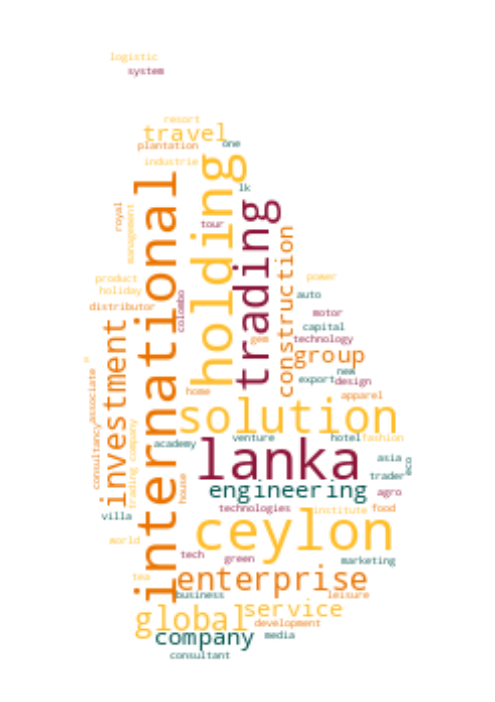 logistic
system
resort
travel
plantation
one
industrie
lk
holding
international
trading
royal
management
tour
construction
product
holiday
distributor
colombo
power
auto
motor
capital
technology
gem
group
investment
new
export
design
home
apparel
associate
consultancy
solution
company
trading
academy
venture
hotel
fashion
lanka
asia
trader
eco
house
engineering
agro
villa
technologies
institute
food
ceylon
world
tech
green
marketing
tea
enterprise
business
leisure
global
service
development
company
media
consultant